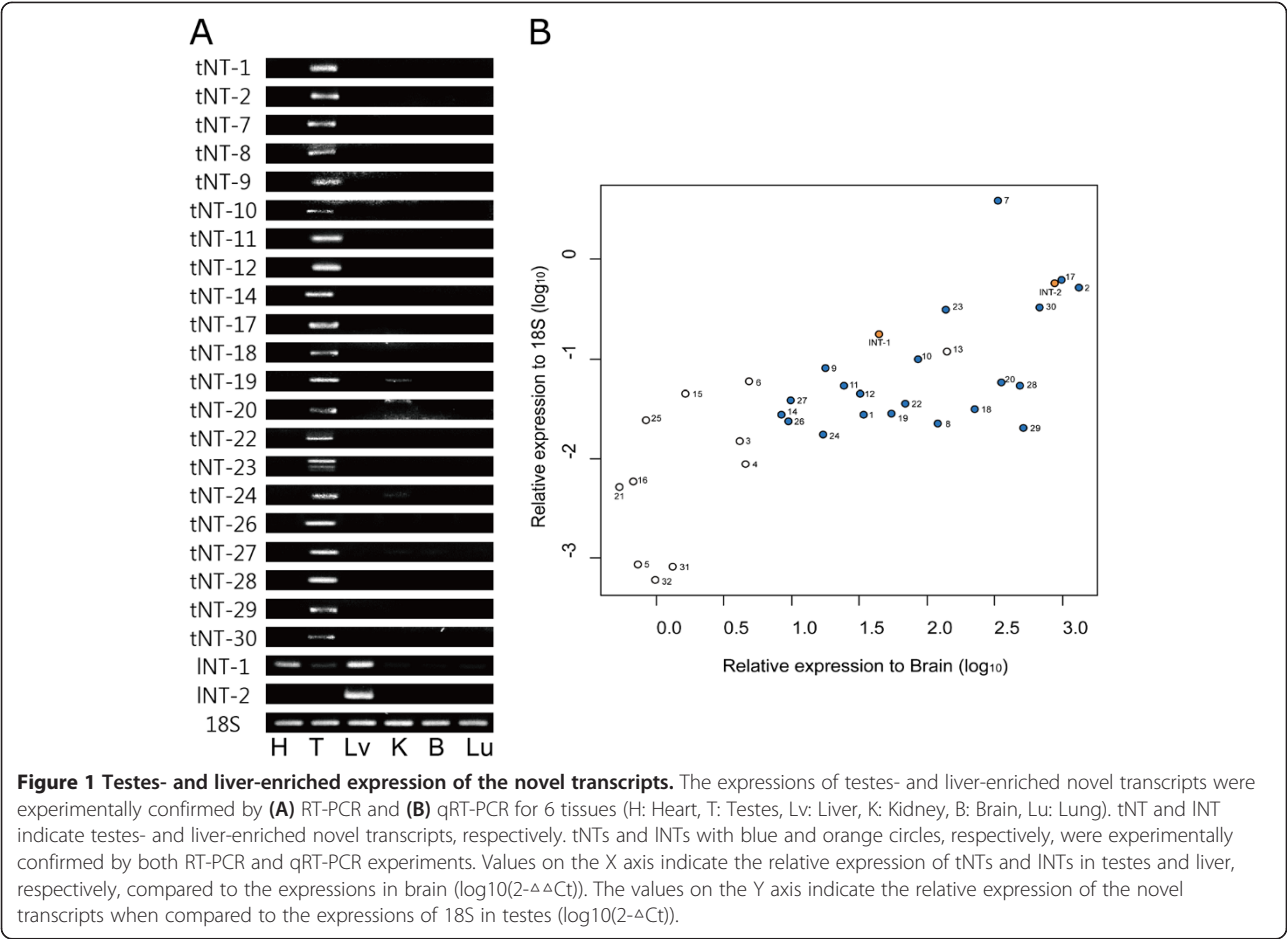 A
B
tNT-1
tNT-2
tNT-7
tNT-8
tNT-9
tNT-10
tNT-11
tNT-12
tNT-14
tNT-17
tNT-18
tNT-19
tNT-20
tNT-22
tNT-23
tNT-24
tNT-26
tNT-27
tNT-28
tNT-29
tNT-30
lNT-1
lNT-2
18S
H T Lv K B Lu
Relative expression to 18S (log10)
0
-1
-2
-3
7
17
lNT-2
2
30
23
lNT-1
13
10
9
6
11
20
28
15
12
27
22
18
14
1
19
25
26
8
29
24
3
4
16
21
5
31
32
0.0 0.5 1.0 1.5 2.0 2.5 3.0
Relative expression to Brain (log10)
Figure 1 Testes- and liver-enriched expression of the novel transcripts. The expressions of testes- and liver-enriched novel transcripts were
experimentally confirmed by (A) RT-PCR and (B) qRT-PCR for 6 tissues (H: Heart, T: Testes, Lv: Liver, K: Kidney, B: Brain, Lu: Lung). tNT and lNT
indicate testes- and liver-enriched novel transcripts, respectively. tNTs and lNTs with blue and orange circles, respectively, were experimentally
confirmed by both RT-PCR and qRT-PCR experiments. Values on the X axis indicate the relative expression of tNTs and lNTs in testes and liver,
respectively, compared to the expressions in brain (log10(2-△△Ct)). The values on the Y axis indicate the relative expression of the novel
transcripts when compared to the expressions of 18S in testes (log10(2-△Ct)).